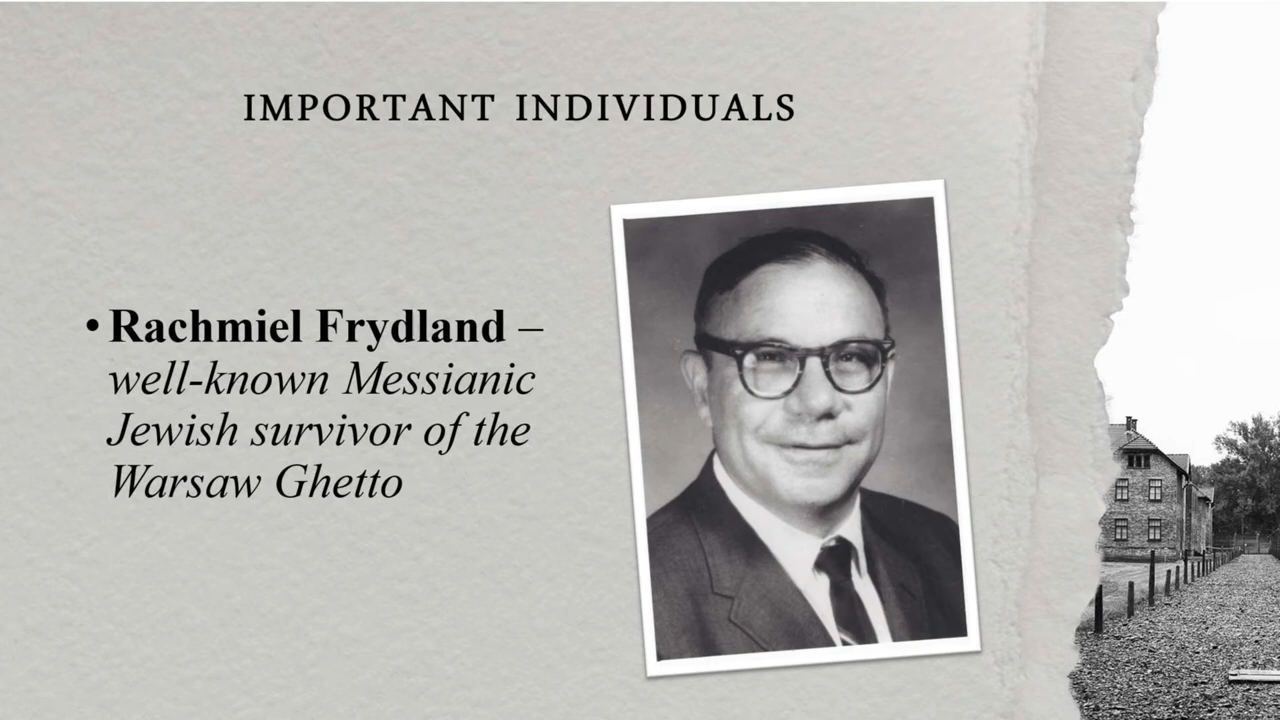 IMPORTANT INDIVIDUALS
• Rachmiel Frydland –
well-known Messianic
Jewish survivor of the
Warsaw Ghetto